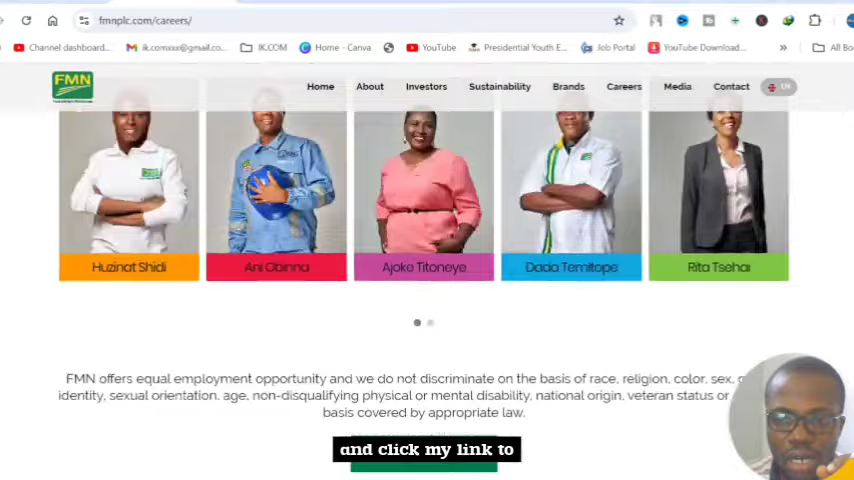 fmnplc.com/careers/
Channel dashboard...
ik.comxxx@gmail.co...
IK.COM
Home - Canva
YouTube
Presidential Youth E...
Job Portal
YouTube Download...
»
All Boo
FMN
Home
About
Investors
Sustainability
Brands
Careers
Media
Contact
EN
Huzinat Shidi
Ani Obinna
Ajoke Titoneye
Dada Temitope
Rita Tsehai
FMN offers equal employment opportunity and we do not discriminate on the basis of race, religion, color, sex,
identity, sexual orientation, age, non-disqualifying physical or mental disability, national origin, veteran status or
basis covered by appropriate law.
and click my link to